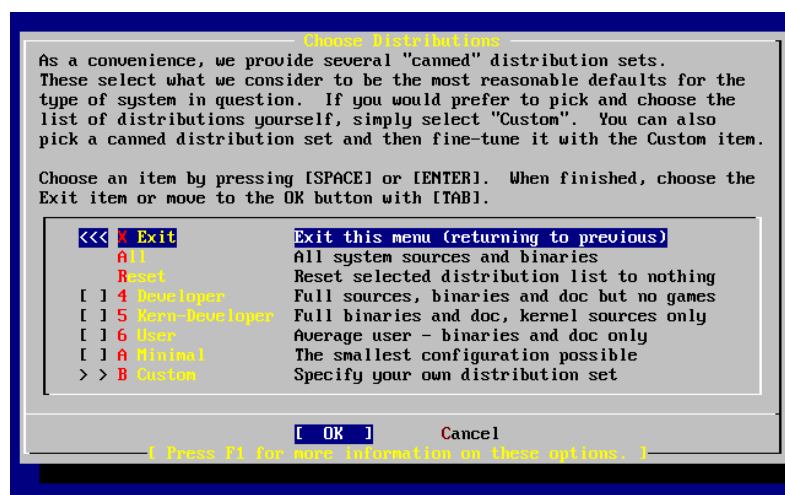 Choose Distributions
As a convenience, we provide several "canned" distribution sets.
These select what we consider to be the most reasonable defaults for the
type of system in question.  If you would prefer to pick and choose the
list of distributions yourself, simply select "Custom".  You can also
pick a canned distribution set and then fine-tune it with the Custom item.
Choose an item by pressing [SPACE] or [ENTER].  When finished, choose the
Exit item or move to the OK button with [TAB].
<<< X Exit Exit this menu (returning to previous)
All All system sources and binaries
Reset Reset selected distribution list to nothing
[ ] 4 Developer Full sources, binaries and doc but no games
[ ] 5 Kern-Developer Full binaries and doc, kernel sources only
[ ] 6 User Average user - binaries and doc only
[ ] A Minimal The smallest configuration possible
> > B Custom Specify your own distribution set
[ OK ] Cancel
[ Press F1 for more information on these options. ]